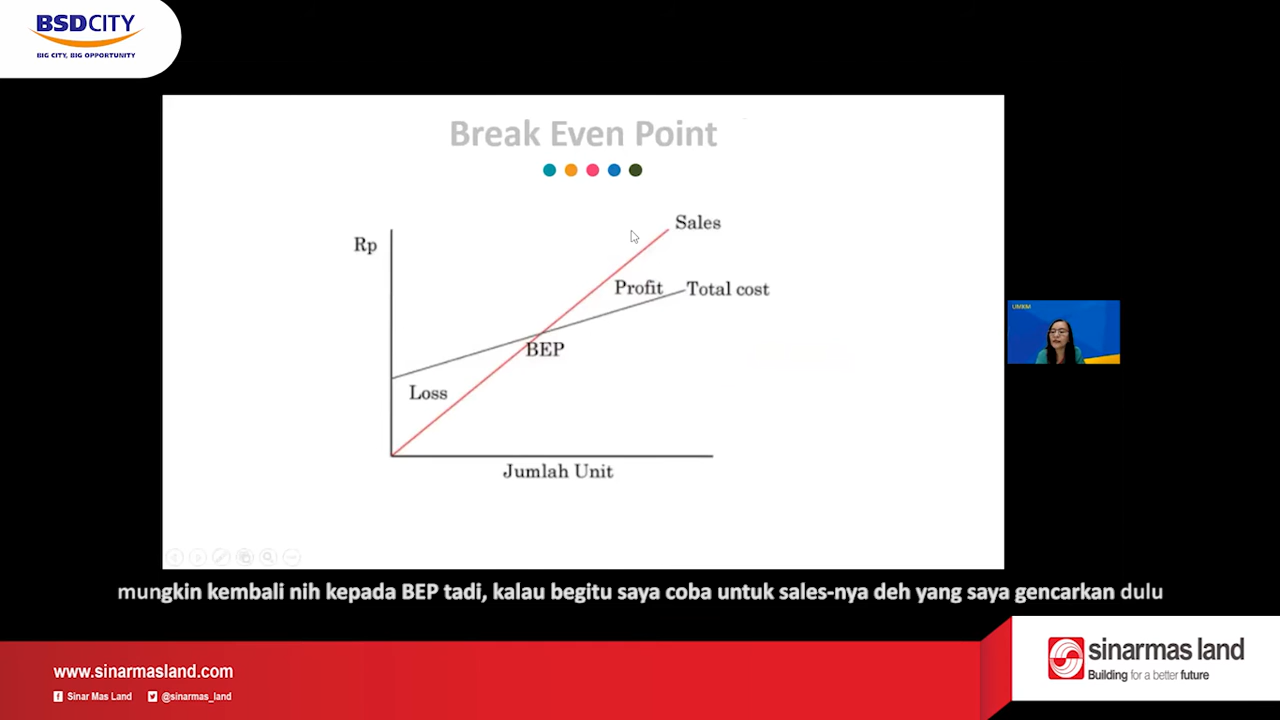 BSDCITY
BIG CITY, BIG OPPORTUNITY
Break Even Point
Sales
Rp
Profit
Total cost
BEP
Loss
Jumlah Unit
UMKM
mungkin kembali nih kepada BEP tadi, kalau begitu saya coba untuk sales-nya deh yang saya gencarkan dulu
www.sinarmasland.com
Sinar Mas Land
@sinarmas_land
sinarmas land
Building for a better future